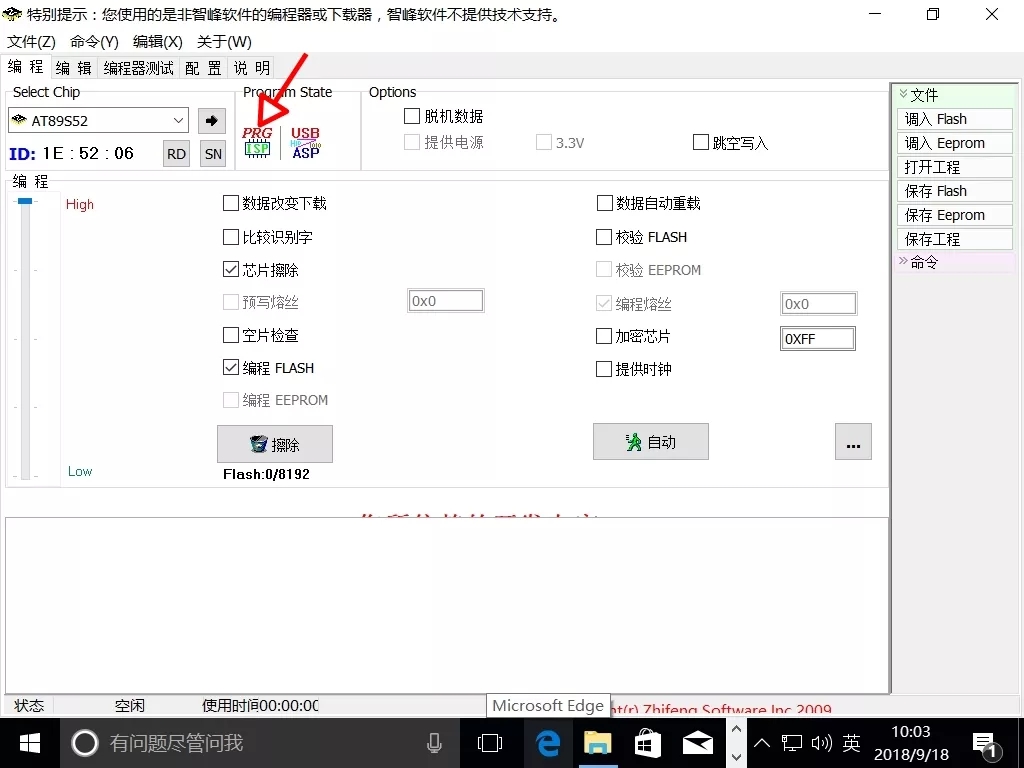 特别提示：您使用的是非智峰软件的编程器或下载器，智峰软件不提供技术支持。
文件(Z) 命令(Y) 编辑(X) 关于(W)
编 程 编 辑 编程器测试 配 置 说 明
Select Chip
AT89S52
ID: 1E : 52 : 06
RD
SN
Program State
PRG
ISP
USB
ASP
Options
脱机数据
提供电源
3.3V
跳空写入
编 程
High
Low
数据改变下载
比较识别字
芯片擦除
预写熔丝 0x0
空片检查
编程 FLASH
编程 EEPROM
擦除
Flash:0/8192
数据自动重载
校验 FLASH
校验 EEPROM
编程熔丝 0x0
加密芯片 0XFF
提供时钟
自动
...
文件
调入 Flash
调入 Eeprom
打开工程
保存 Flash
保存 Eeprom
保存工程
命令
状态 空闲 使用时间00:00:00
Microsoft Edge
nt(r) Zhifeng Software Inc 2009
有问题尽管问我
英
10:03
2018/9/18
1